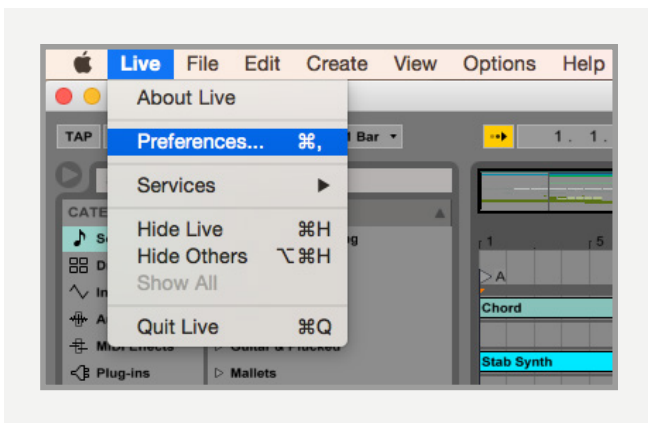 Live File Edit Create View Options Help
About Live
TAP Preferences... ⌘, Bar 1. 1.
Services
CATE
Hide Live ⌘H
Hide Others ⌥⌘H
Show All
1 5
A
Quit Live ⌘Q
Chord
Plug-ins Mallets
Stab Synth